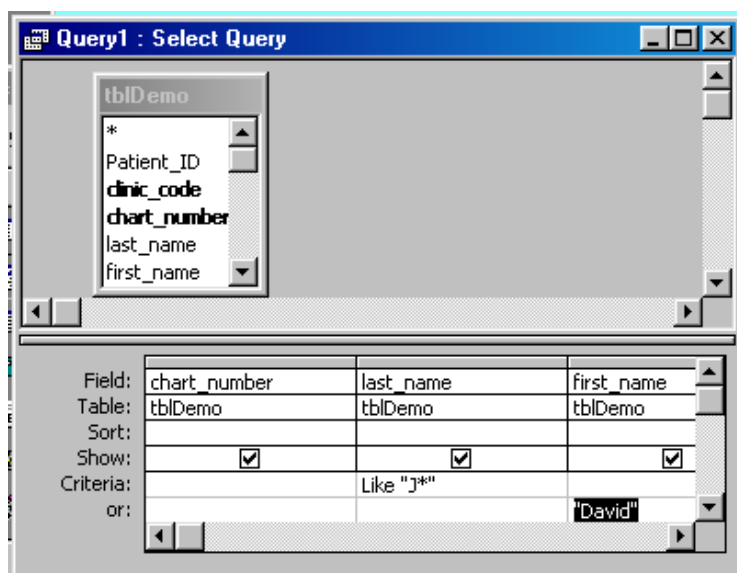 Query1 : Select Query
tblDemo
*
Patient_ID
clinic_code
chart_number
last_name
first_name
Field: chart_number last_name first_name
Table: tblDemo tblDemo tblDemo
Sort:
Show:
Criteria: Like "J*"
or: "David"